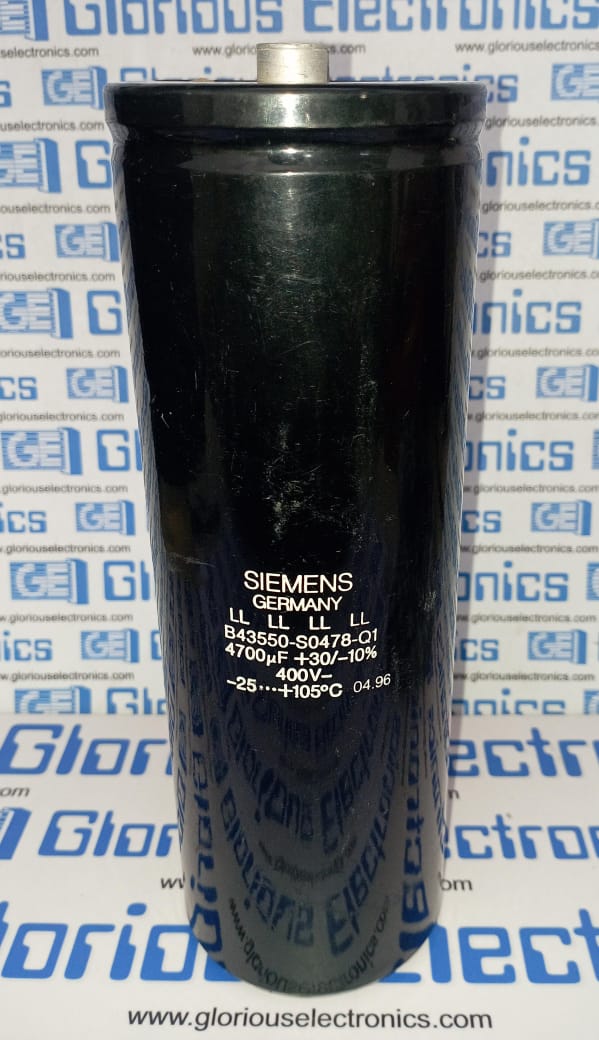 Glorious Electronics
www.gloriouselectronics.com
GE
SIEMENS
GERMANY
LL LL LL LL
B43550-S0478-Q1
4700µF +30/-10%
400V-
-25····+105°C 04.96
Glorious Electronics
www.gloriouselectronics.com